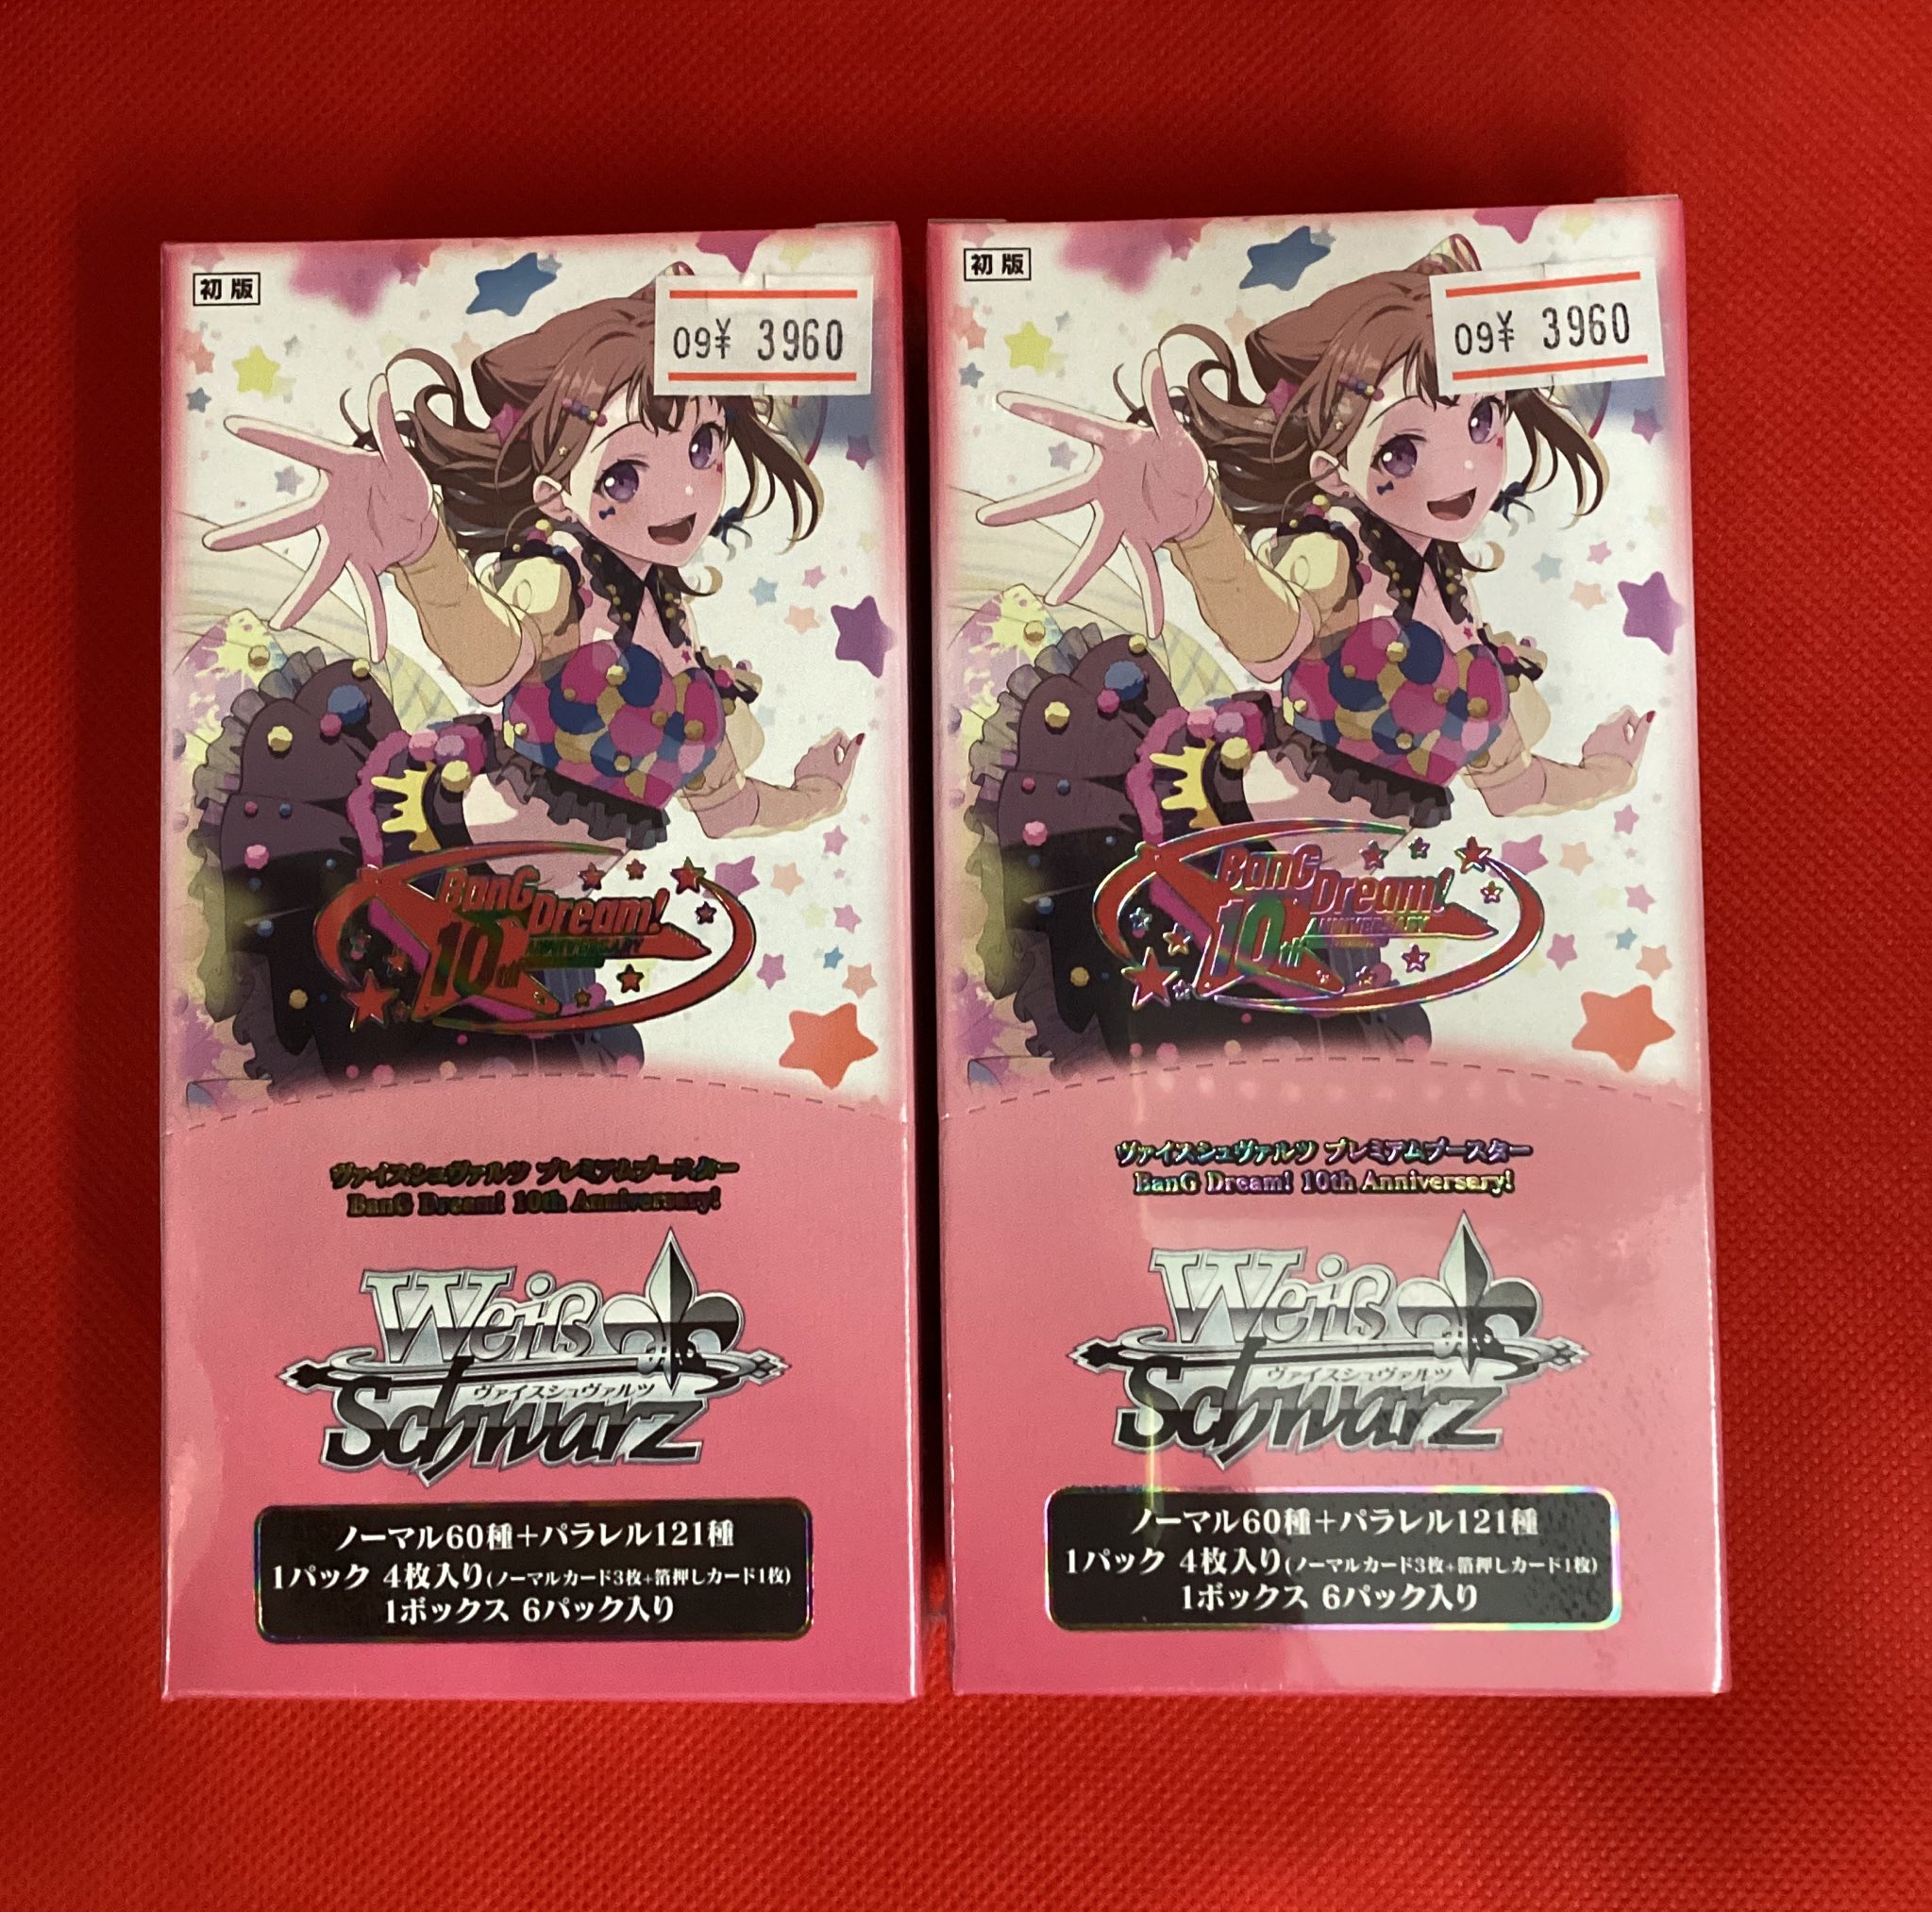 初版
09¥ 3960
BanG Dream!
10th ANNIVERSARY
ヴァイスシュヴァルツ プレミアムブースター
BanG Dream! 10th Anniversary!
Weiß
ヴァイスシュヴァルツ
Schwarz
ノーマル60種+パラレル121種
1パック 4枚入り(ノーマルカード3枚+箔押しカード1枚)
1ボックス 6パック入り
初版
09¥ 3960
BanG Dream!
10th ANNIVERSARY
ヴァイスシュヴァルツ プレミアムブースター
BanG Dream! 10th Anniversary!
Weiß
ヴァイスシュヴァルツ
Schwarz
ノーマル60種+パラレル121種
1パック 4枚入り(ノーマルカード3枚+箔押しカード1枚)
1ボックス 6パック入り